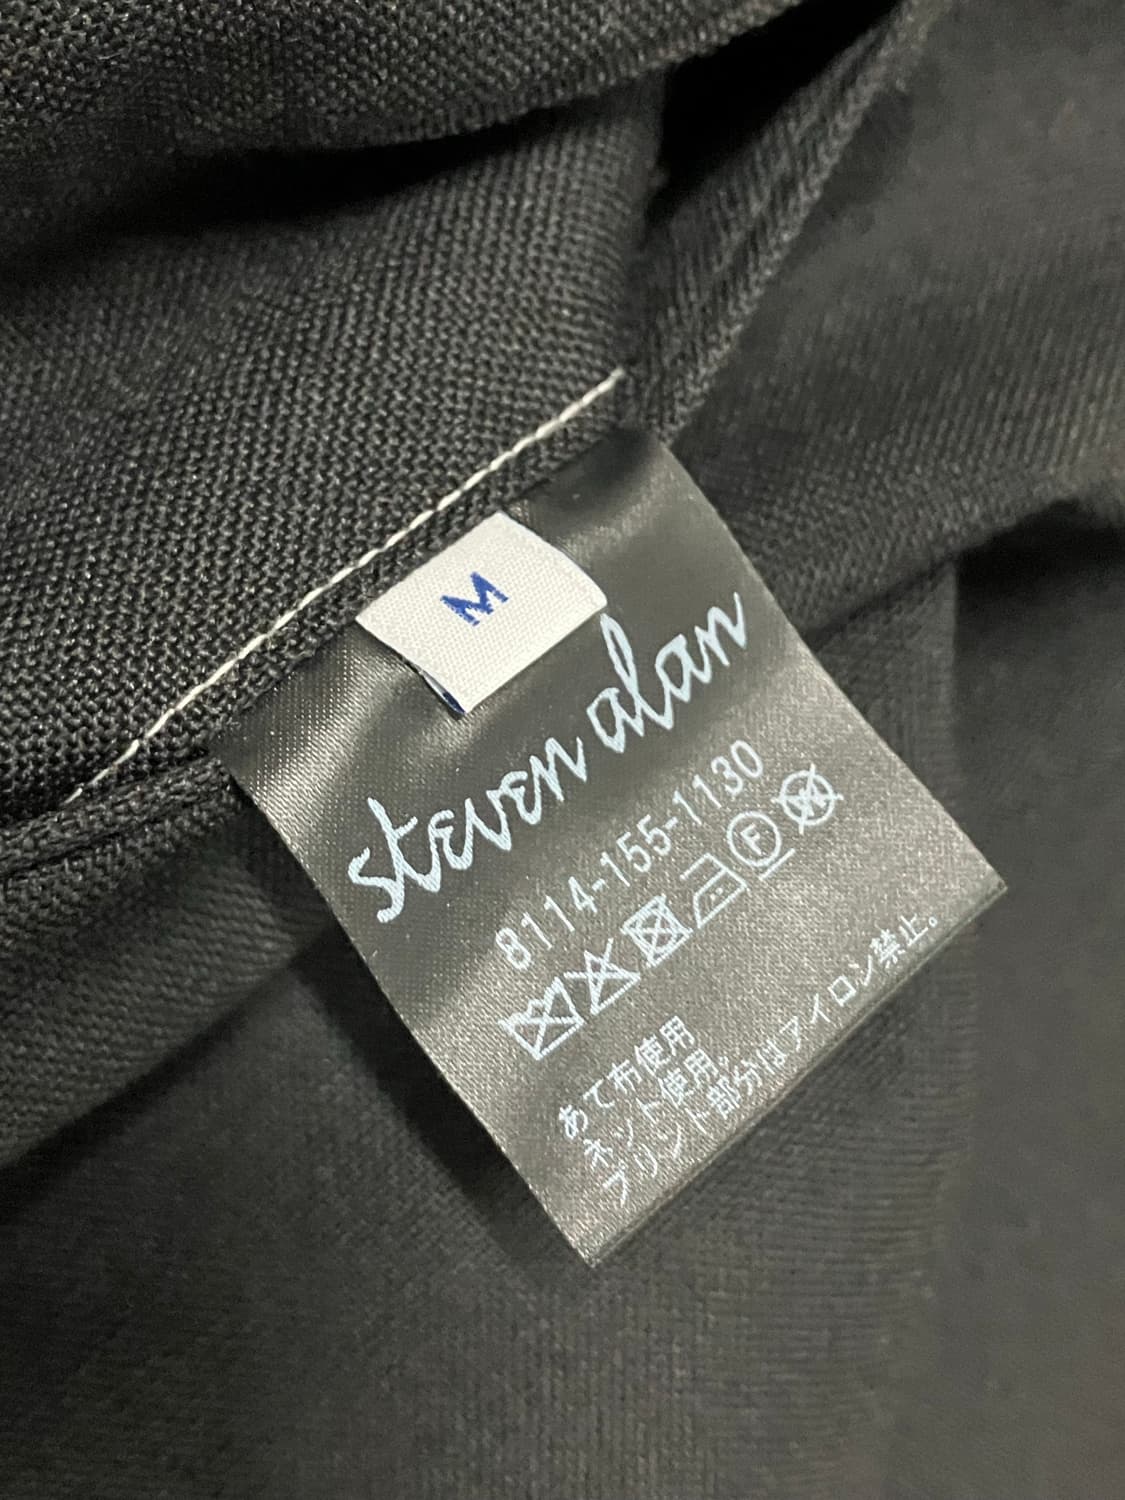 M
steven alan
8114-155-1130
F W
あて布使用
ネット使用。
プリント部分はアイロン禁止。